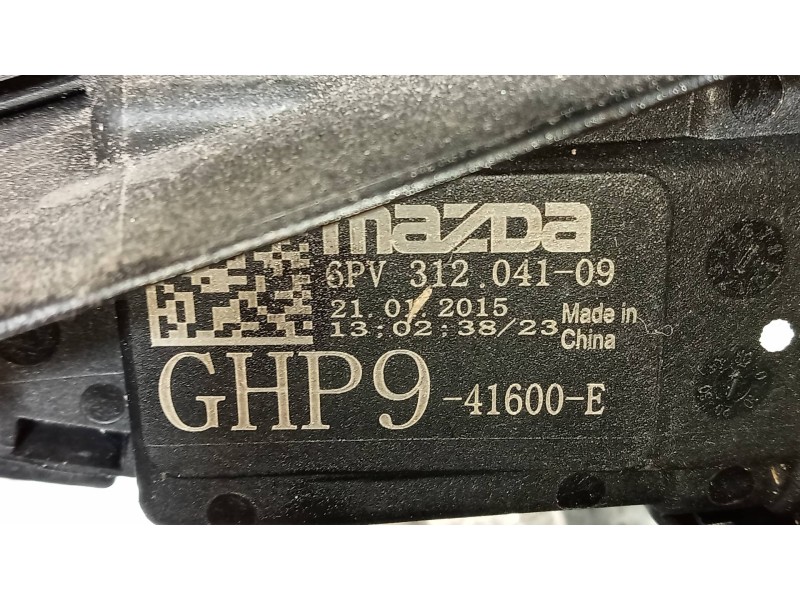 mazda
6PV 312.041-09
21.01.2015
13:02:38/23
Made in
China
GHP9 -41600-E